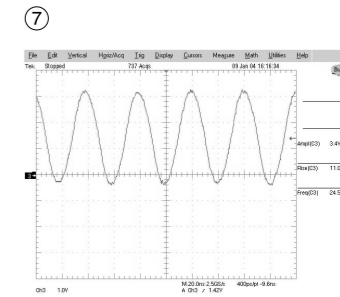 7
File Edit Vertical Horiz/Acq Trig Display Cursors Measure Math Utilities Help
Tek Stopped 737 Acqs 09 Jan 04 16:16:34
Ampl(C3) 3.4
Rise(C3) 11.0
Freq(C3) 24.5
M 20.0ns 2.5GS/s 400ps/pt -9.6ns
Ch3 1.0V A Ch3 1.42V